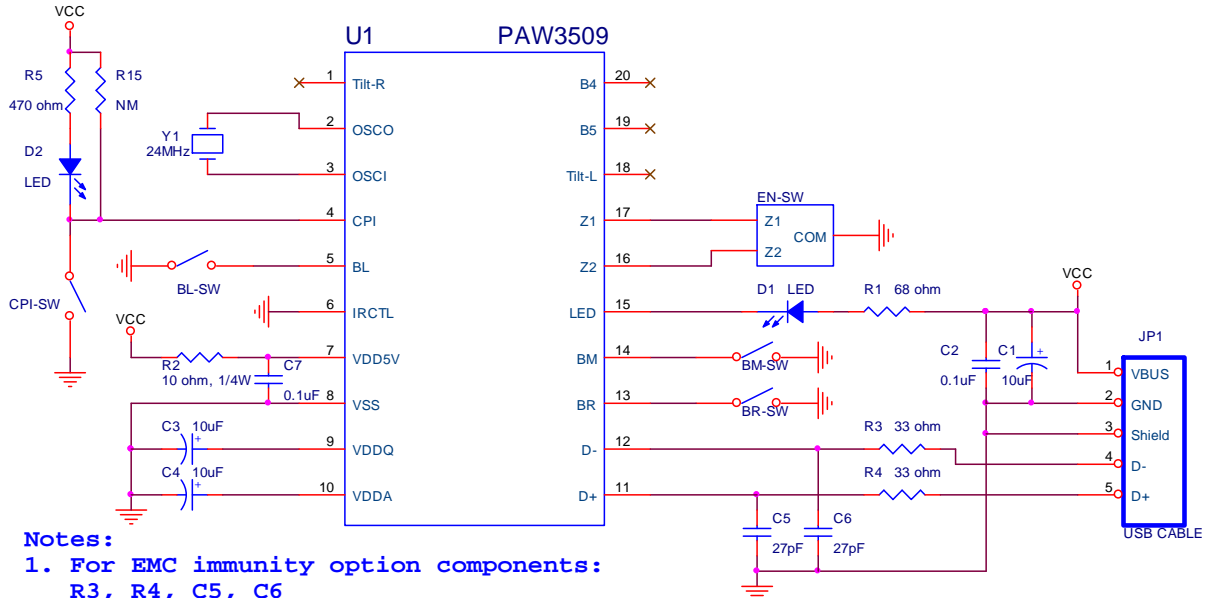 VCC
U1 PAW3509
R5
470 ohm
R15
NM
D2
LED
Y1
24MHz
CPI-SW
BL-SW
VCC
R2
10 ohm, 1/4W
C7
0.1uF
C3 10uF
+
C4 10uF
+
1 Tilt-R
2 OSCO
3 OSCI
4 CPI
5 BL
6 IRCTL
7 VDD5V
8 VSS
9 VDDQ
10 VDDA
B4 20
B5 19
Tilt-L 18
Z1 17
Z2 16
LED 15
BM 14
BR 13
D- 12
D+ 11
EN-SW
Z1
Z2
COM
D1 LED
R1 68 ohm
BM-SW
BR-SW
VCC
C2
0.1uF
C1
10uF
+
R3 33 ohm
R4 33 ohm
C5
27pF
C6
27pF
JP1
1 VBUS
2 GND
3 Shield
4 D-
5 D+
USB CABLE
Notes:
1. For EMC immunity option components:
R3, R4, C5, C6